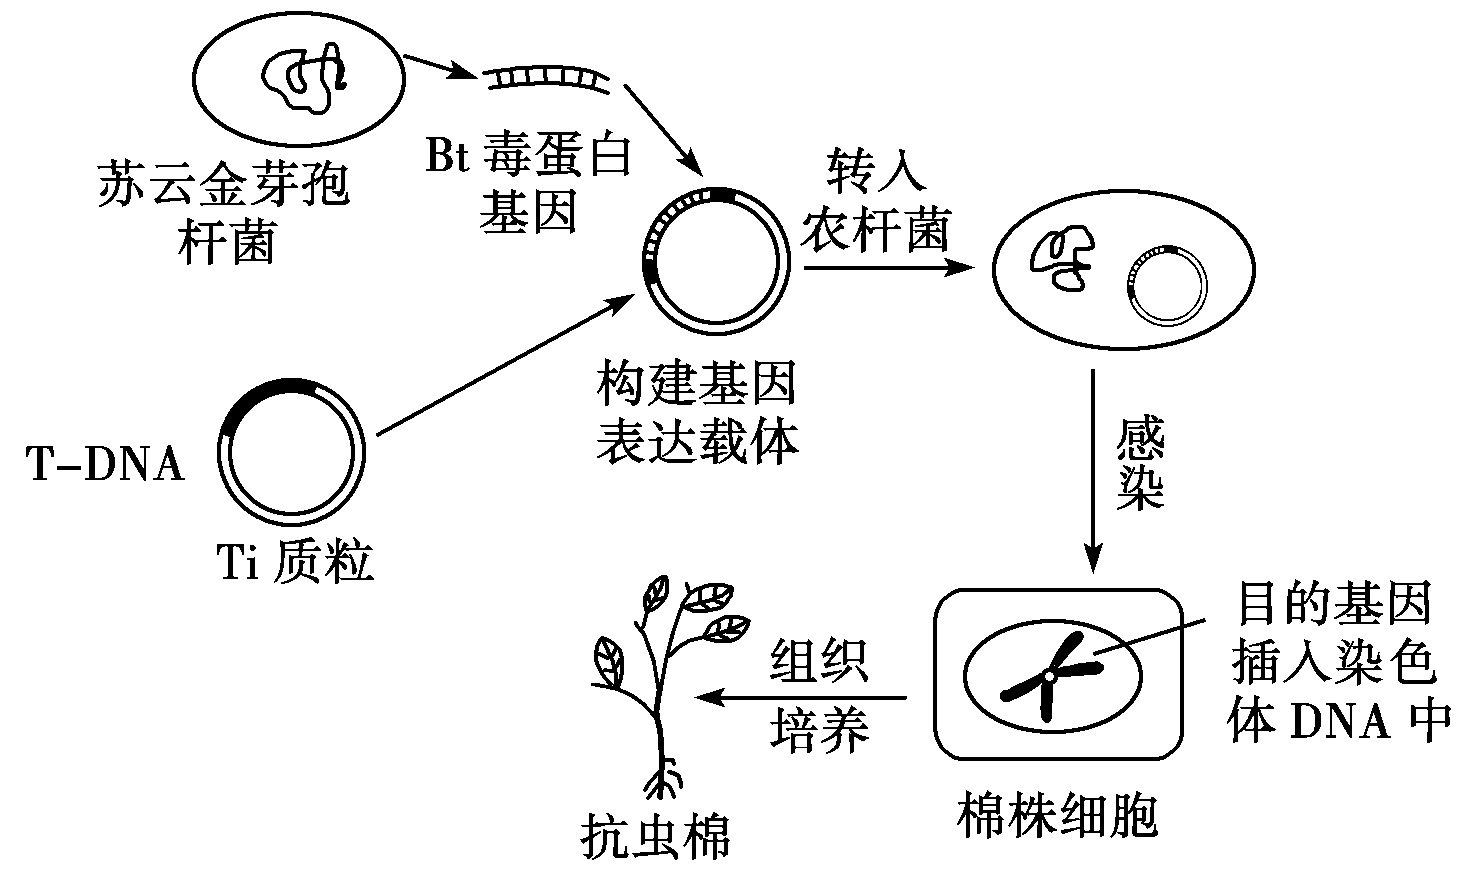 苏云金芽孢
杆菌
Bt 毒蛋白
基因
转入
农杆菌
构建基因
表达载体
T-DNA
Ti 质粒
感
染
目的基因
插入染色
体 DNA 中
棉株细胞
组织
培养
抗虫棉